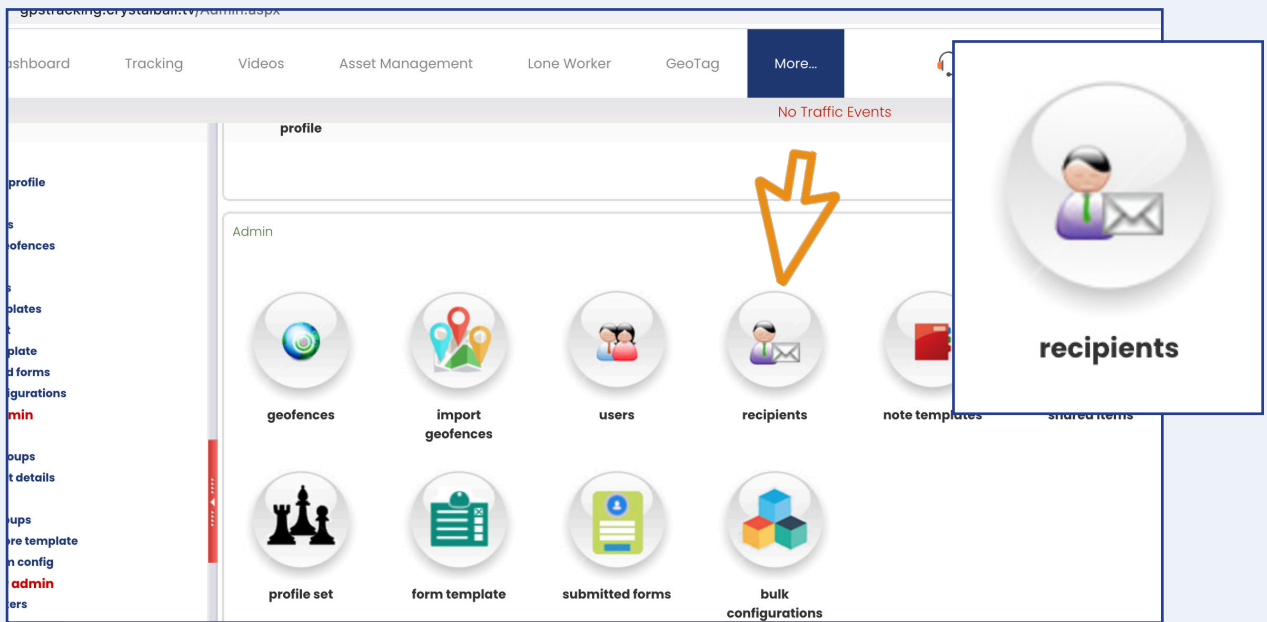 gpstracking.crystalball.tv/Admin.aspx
ashboard Tracking Videos Asset Management Lone Worker GeoTag More...
No Traffic Events
profile
profile
s
ofences
s
plates
t
plate
d forms
igurations
min
oups
t details
oups
ore template
n config
admin
ers
Admin
geofences
import
geofences
users
recipients
note templates
shared items
profile set
form template
submitted forms
bulk
configurations
recipients